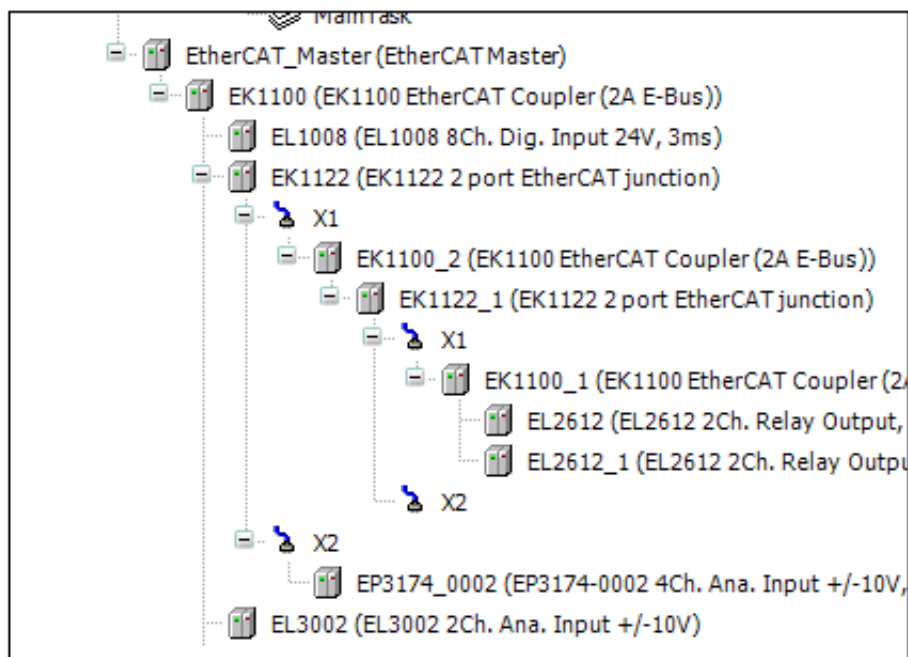 MainTask
EtherCAT_Master (EtherCAT Master)
EK1100 (EK1100 EtherCAT Coupler (2A E-Bus))
EL1008 (EL1008 8Ch. Dig. Input 24V, 3ms)
EK1122 (EK1122 2 port EtherCAT junction)
X1
EK1100_2 (EK1100 EtherCAT Coupler (2A E-Bus))
EK1122_1 (EK1122 2 port EtherCAT junction)
X1
EK1100_1 (EK1100 EtherCAT Coupler (2A
EL2612 (EL2612 2Ch. Relay Output,
EL2612_1 (EL2612 2Ch. Relay Outpu
X2
X2
EP3174_0002 (EP3174-0002 4Ch. Ana. Input +/-10V,
EL3002 (EL3002 2Ch. Ana. Input +/-10V)